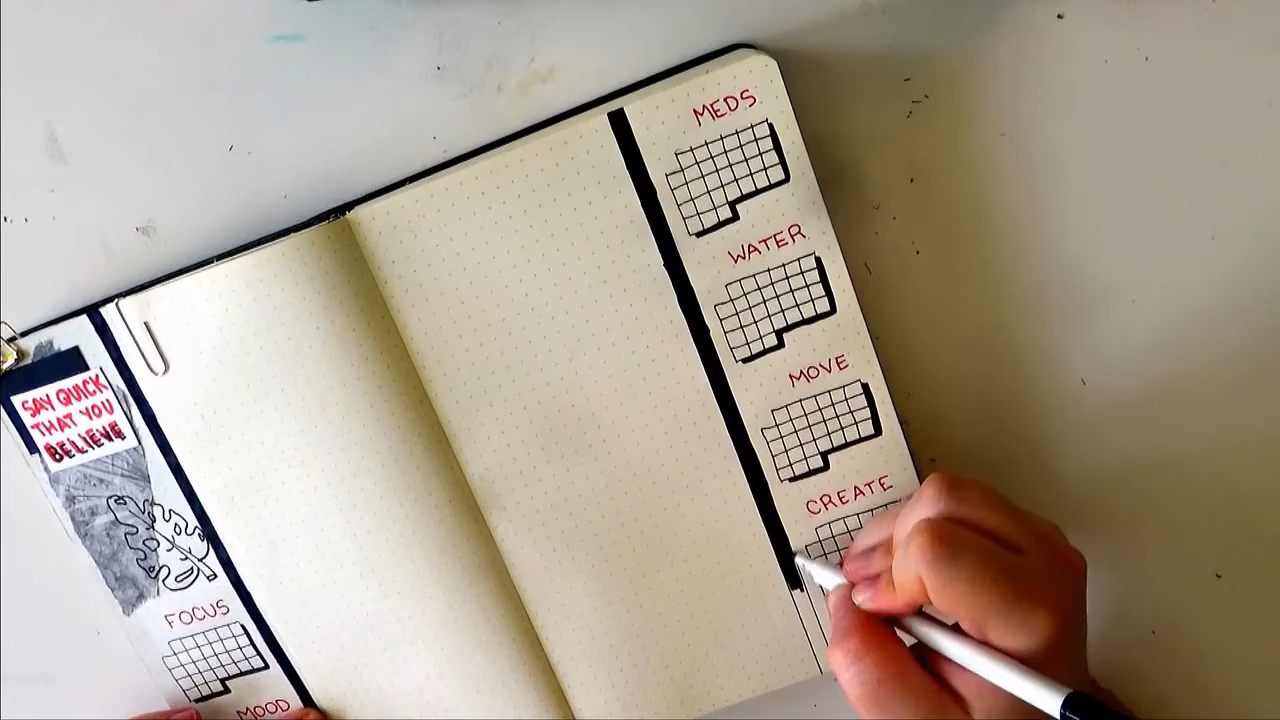 SAY QUICK
THAT YOU
BELIEVE
FOCUS
MOOD
MEDS
WATER
MOVE
CREATE